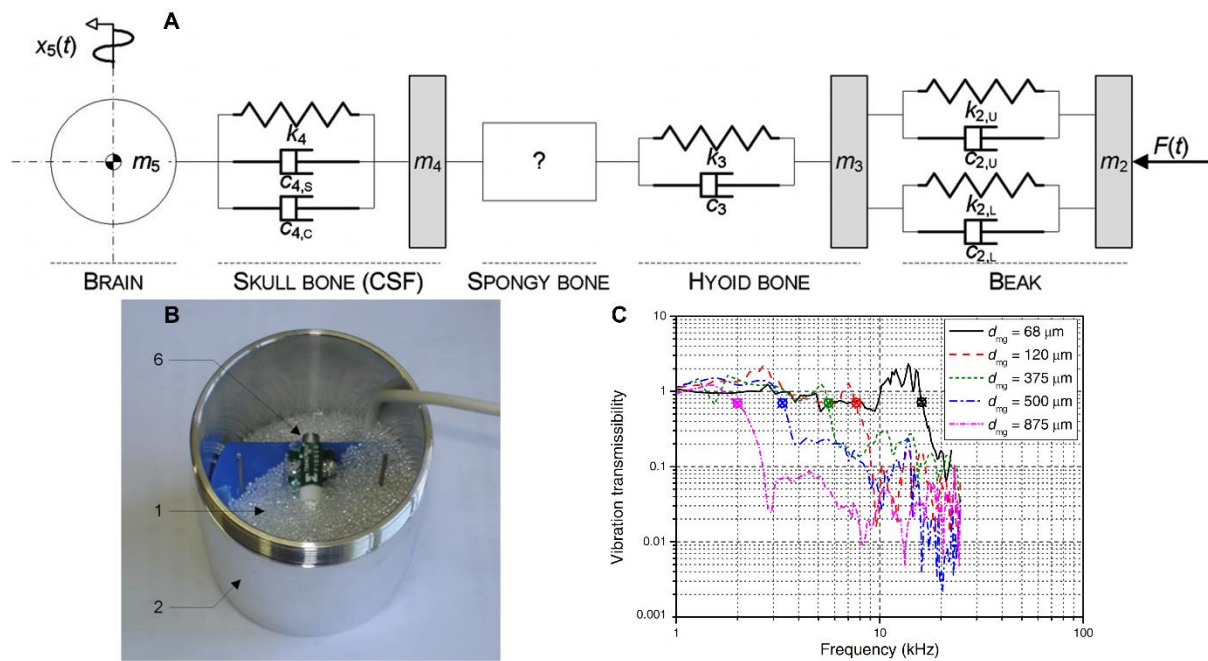 A
x5(t)
m5
k4
c4,S
c4,C
m4
?
k3
c3
m3
k2,U
c2,U
k2,L
c2,L
m2
F(t)
BRAIN
SKULL BONE (CSF)
SPONGY BONE
HYOID BONE
BEAK
B
6
1
2
C
10
1
0.1
0.01
0.001
Vibration transmissibility
dmg = 68 μm
dmg = 120 μm
dmg = 375 μm
dmg = 500 μm
dmg = 875 μm
1
10
100
Frequency (kHz)